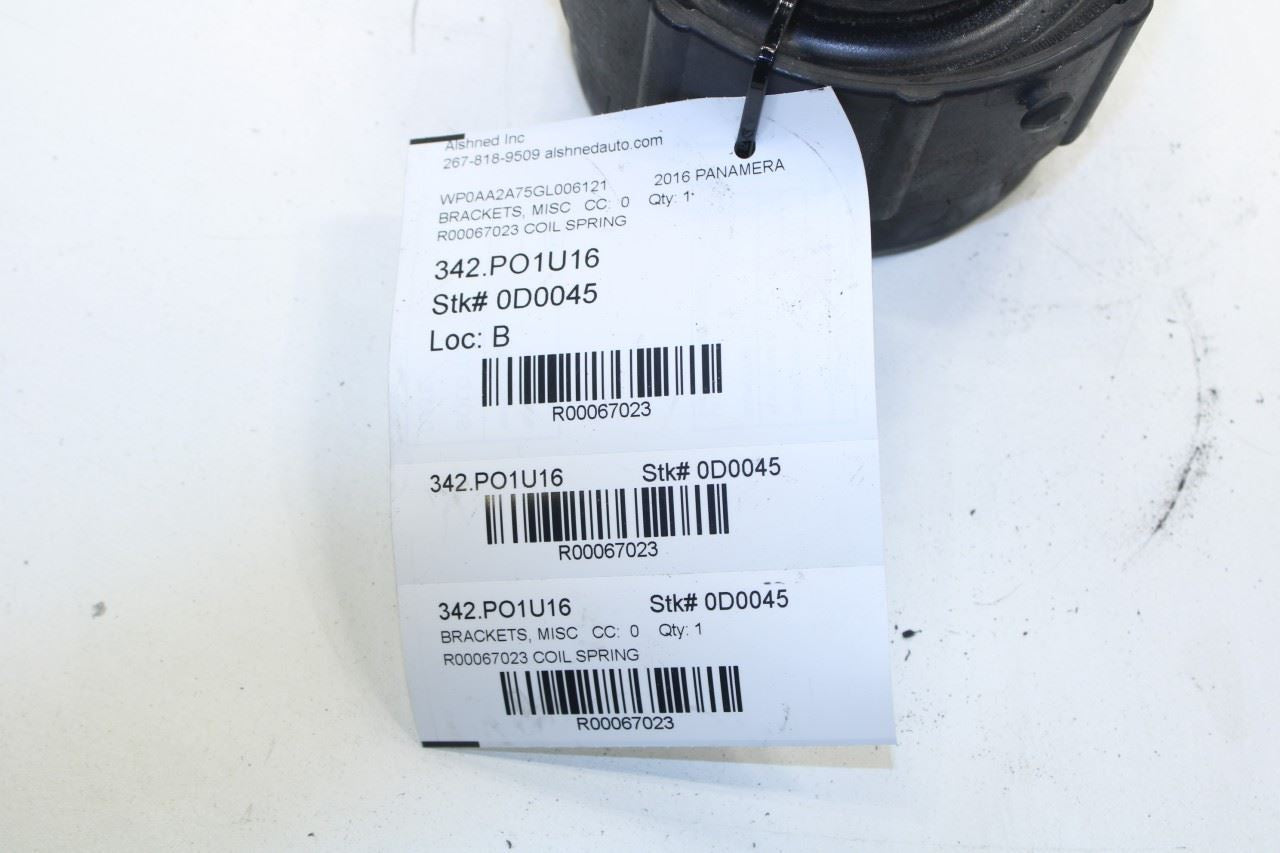 Alshned Inc
267-818-9509 alshnedauto.com
WP0AA2A75GL006121 2016 PANAMERA
BRACKETS, MISC CC: 0 Qty: 1
R00067023 COIL SPRING
342.PO1U16
Stk# 0D0045
Loc: B
R00067023
342.PO1U16 Stk# 0D0045
R00067023
342.PO1U16 Stk# 0D0045
BRACKETS, MISC CC: 0 Qty: 1
R00067023 COIL SPRING
R00067023